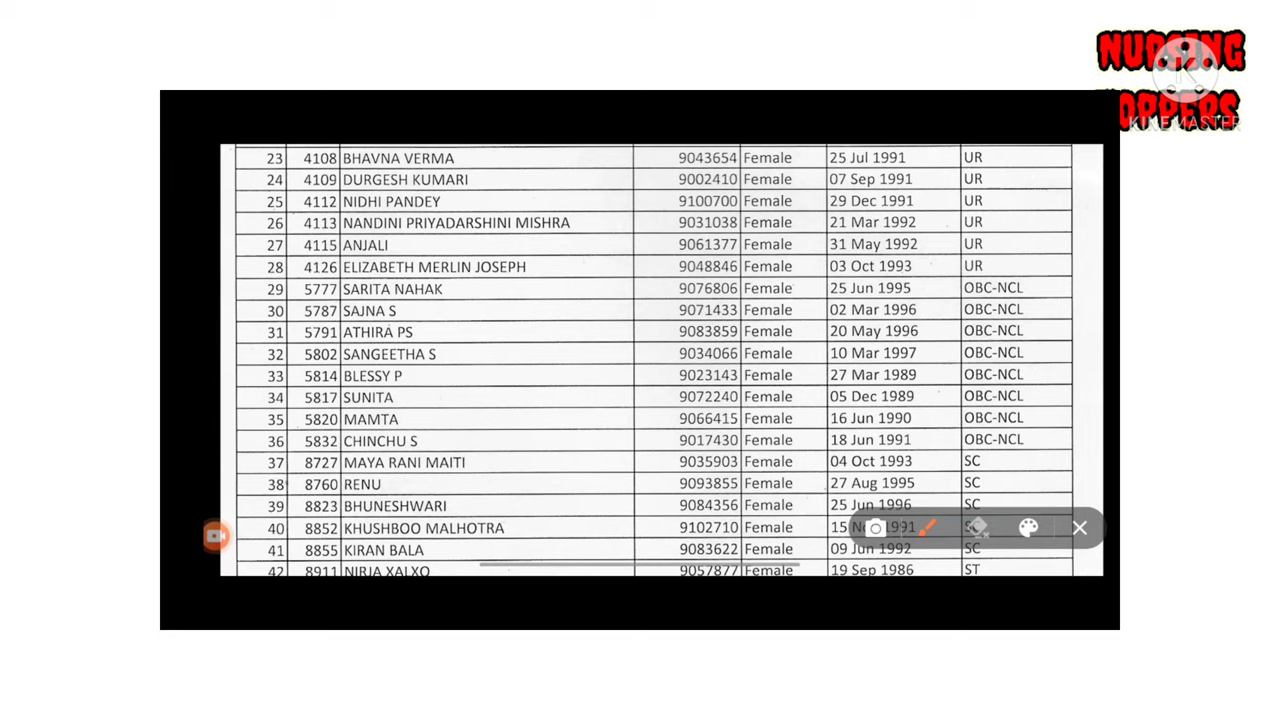 NURSING
TOPPERS
KINEMASTER
23 4108 BHAVNA VERMA 9043654 Female 25 Jul 1991 UR
24 4109 DURGESH KUMARI 9002410 Female 07 Sep 1991 UR
25 4112 NIDHI PANDEY 9100700 Female 29 Dec 1991 UR
26 4113 NANDINI PRIYADARSHINI MISHRA 9031038 Female 21 Mar 1992 UR
27 4115 ANJALI 9061377 Female 31 May 1992 UR
28 4126 ELIZABETH MERLIN JOSEPH 9048846 Female 03 Oct 1993 UR
29 5777 SARITA NAHAK 9076806 Female 25 Jun 1995 OBC-NCL
30 5787 SAJNA S 9071433 Female 02 Mar 1996 OBC-NCL
31 5791 ATHIRA PS 9083859 Female 20 May 1996 OBC-NCL
32 5802 SANGEETHA S 9034066 Female 10 Mar 1997 OBC-NCL
33 5814 BLESSY P 9023143 Female 27 Mar 1989 OBC-NCL
34 5817 SUNITA 9072240 Female 05 Dec 1989 OBC-NCL
35 5820 MAMTA 9066415 Female 16 Jun 1990 OBC-NCL
36 5832 CHINCHU S 9017430 Female 18 Jun 1991 OBC-NCL
37 8727 MAYA RANI MAITI 9035903 Female 04 Oct 1993 SC
38 8760 RENU 9093855 Female 27 Aug 1995 SC
39 8823 BHUNESHWARI 9084356 Female 25 Jun 1996 SC
40 8852 KHUSHBOO MALHOTRA 9102710 Female 15 1991 SC
41 8855 KIRAN BALA 9083622 Female 09 Jun 1992 SC
42 8911 NIRJA XALXO 9057877 Female 19 Sep 1986 ST